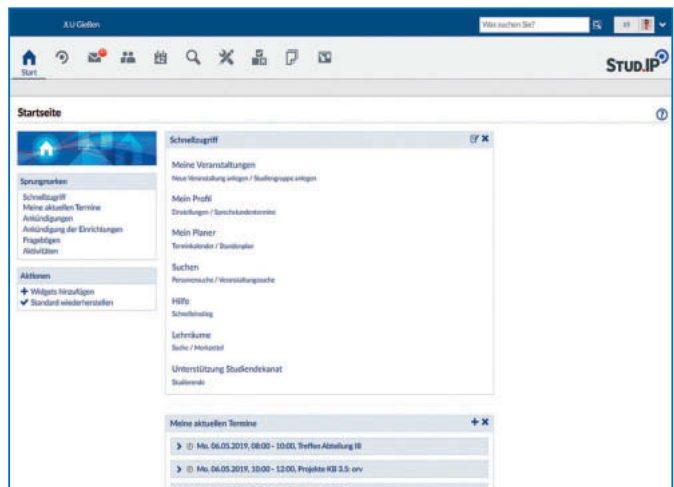 JLU Gießen
Was suchen Sie?
Start
STUD.IP
Startseite
Schnellzugriff
Meine Veranstaltungen
Neue Veranstaltung anlegen / Studiengruppe anlegen
Sprungmarken
Schnellzugriff
Meine aktuellen Termine
Ankündigungen
Ankündigung der Einrichtungen
Fragebögen
Aktivitäten
Mein Profil
Einstellungen / Sprechstundentermine
Mein Planer
Terminkalender / Stundenplan
Aktionen
Widgets hinzufügen
Standard wiederherstellen
Suchen
Personensuche / Veranstaltungssuche
Hilfe
Schnelleinstieg
Lehrräume
Suche / Merkzettel
Unterstützung Studiendekanat
Studierende
Meine aktuellen Termine
Mo. 06.05.2019, 08:00 - 10:00, Treffen Abteilung III
Mo. 06.05.2019, 10:00 - 12:00, Projekte KB 3.5: orv